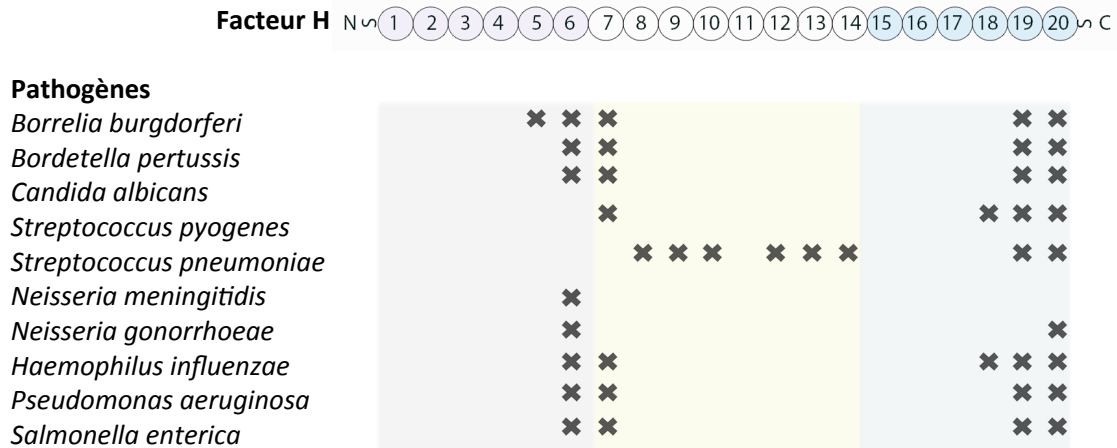 Facteur H N 1 2 3 4 5 6 7 8 9 10 11 12 13 14 15 16 17 18 19 20 C
Pathogènes
Borrelia burgdorferi
Bordetella pertussis
Candida albicans
Streptococcus pyogenes
Streptococcus pneumoniae
Neisseria meningitidis
Neisseria gonorrhoeae
Haemophilus influenzae
Pseudomonas aeruginosa
Salmonella enterica